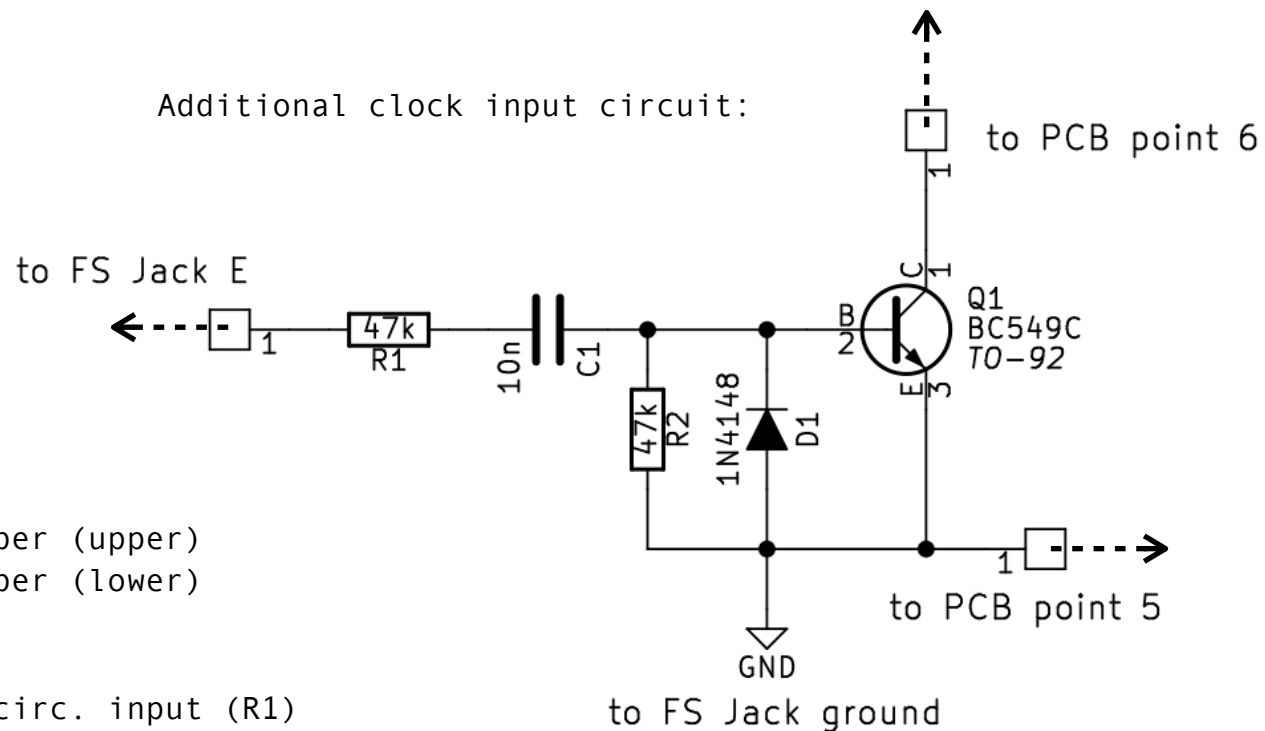 Additional clock input circuit:
to PCB point 6
1
to FS Jack E
1
47k
R1
10n
C1
47k
R2
1N4148
D1
B
2
C
1
E
3
Q1
BC549C
TO-92
per (upper)
per (lower)
1
to PCB point 5
GND
circ. input (R1)
to FS Jack ground